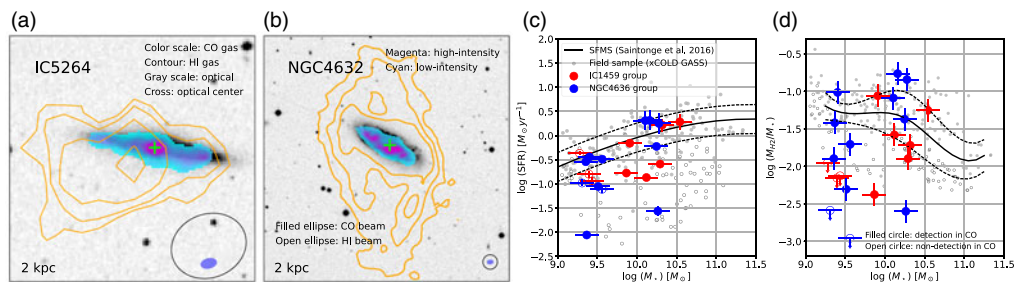 (a)
IC5264
Color scale: CO gas
Contour: HI gas
Gray scale: optical
Cross: optical center
2 kpc
(b)
NGC4632
Magenta: high-intensity
Cyan: low-intensity
Filled ellipse: CO beam
Open ellipse: HI beam
2 kpc
(c)
2.0
1.5
1.0
0.5
0.0
−0.5
−1.0
−1.5
−2.0
−2.5
log (SFR) [M⊙yr−1]
SFMS (Saintonge et al, 2016)
Field sample (xCOLD GASS)
IC1459 group
NGC4636 group
9.0 9.5 10.0 10.5 11.0 11.5
log (M⋆) [M⊙]
(d)
−0.5
−1.0
−1.5
−2.0
−2.5
−3.0
log (MH2/M⋆)
Filled circle: detection in CO
Open circle: non-detection in CO
9.0 9.5 10.0 10.5 11.0 11.5
log (M⋆) [M⊙]